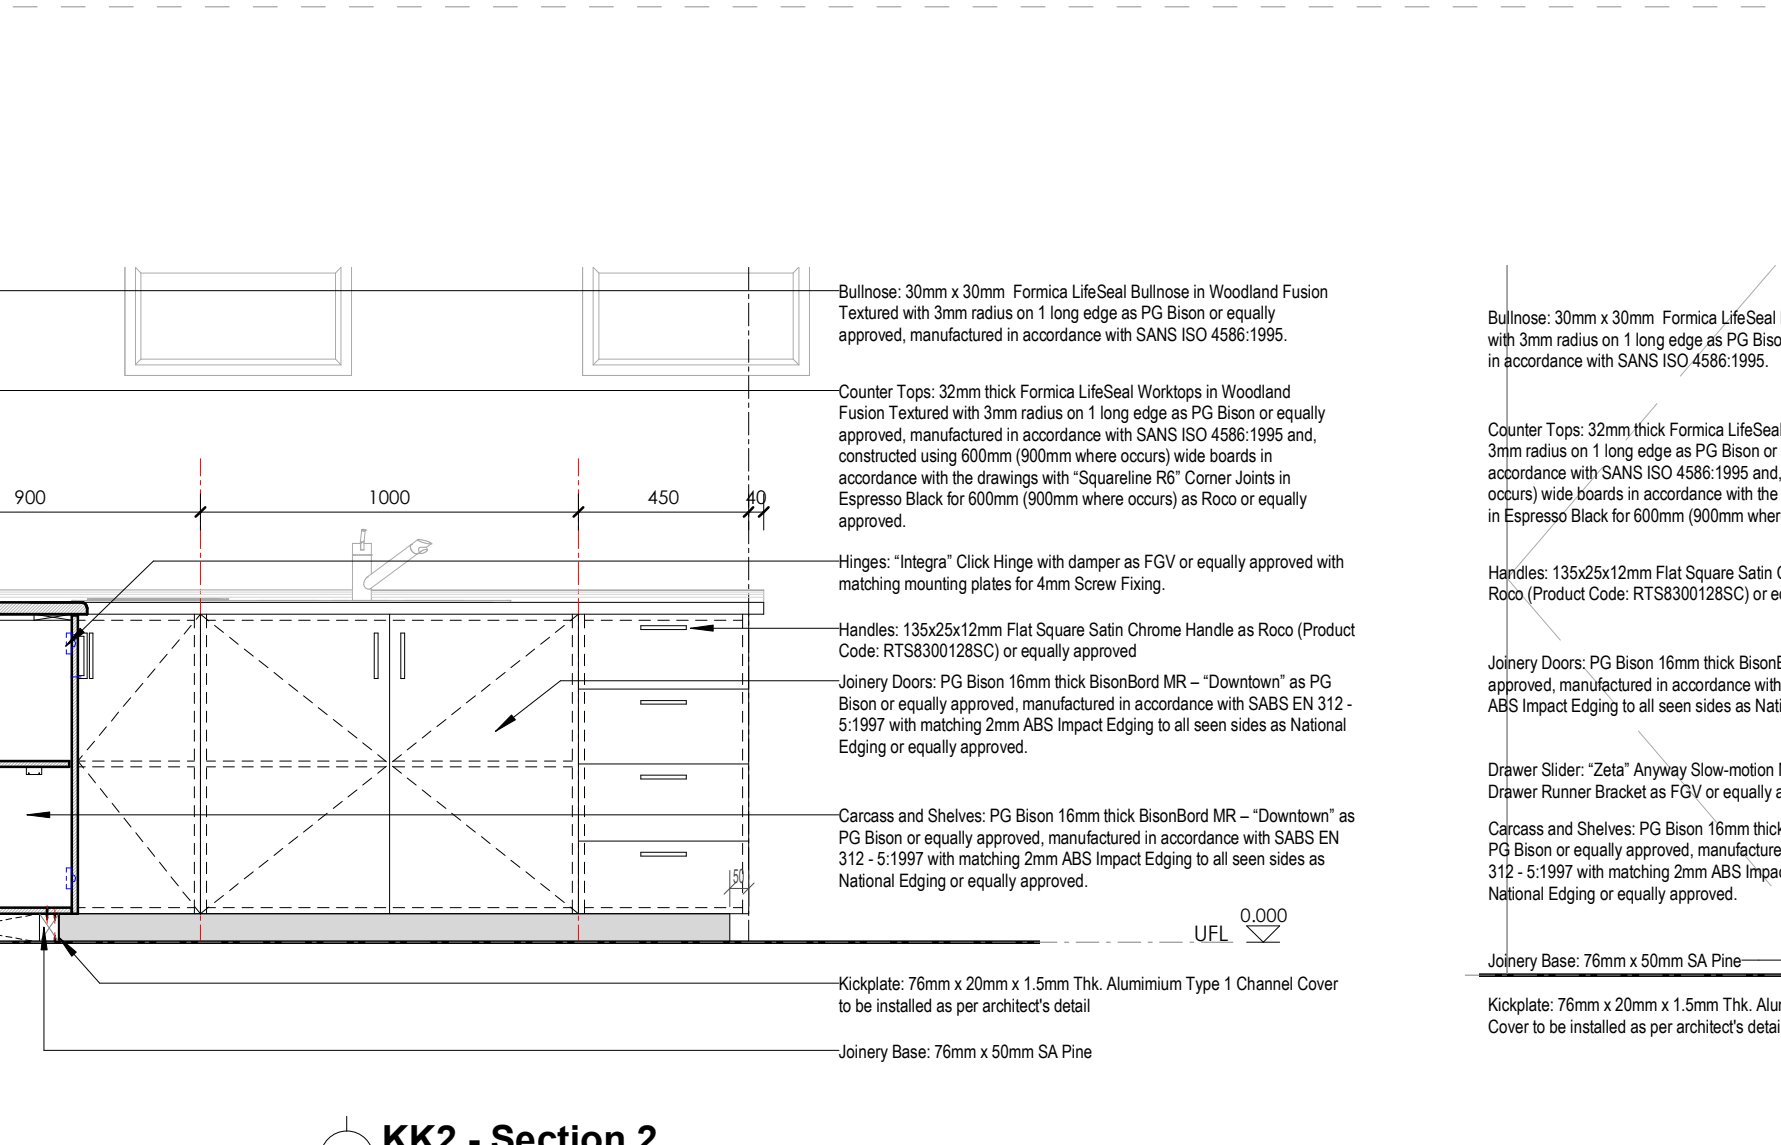 Bullnose: 30mm x 30mm  Formica LifeSeal Bullnose in Woodland Fusion
Textured with 3mm radius on 1 long edge as PG Bison or equally
approved, manufactured in accordance with SANS ISO 4586:1995.
Counter Tops: 32mm thick Formica LifeSeal Worktops in Woodland
Fusion Textured with 3mm radius on 1 long edge as PG Bison or equally
approved, manufactured in accordance with SANS ISO 4586:1995 and,
constructed using 600mm (900mm where occurs) wide boards in
accordance with the drawings with “Squareline R6” Corner Joints in
Espresso Black for 600mm (900mm where occurs) as Roco or equally
approved.
900
1000
450
40
Hinges: “Integra” Click Hinge with damper as FGV or equally approved with
matching mounting plates for 4mm Screw Fixing.
Handles: 135x25x12mm Flat Square Satin Chrome Handle as Roco (Product
Code: RTS8300128SC) or equally approved
Joinery Doors: PG Bison 16mm thick BisonBord MR – “Downtown” as PG
Bison or equally approved, manufactured in accordance with SABS EN 312 -
5:1997 with matching 2mm ABS Impact Edging to all seen sides as National
Edging or equally approved.
Carcass and Shelves: PG Bison 16mm thick BisonBord MR – “Downtown” as
PG Bison or equally approved, manufactured in accordance with SABS EN
312 - 5:1997 with matching 2mm ABS Impact Edging to all seen sides as
National Edging or equally approved.
50
0.000
UFL
Kickplate: 76mm x 20mm x 1.5mm Thk. Alumimium Type 1 Channel Cover
to be installed as per architect's detail
Joinery Base: 76mm x 50mm SA Pine
KK2 - Section 2
Bullnose: 30mm x 30mm  Formica LifeSeal
with 3mm radius on 1 long edge as PG Biso
in accordance with SANS ISO 4586:1995.
Counter Tops: 32mm thick Formica LifeSeal
3mm radius on 1 long edge as PG Bison or
accordance with SANS ISO 4586:1995 and,
occurs) wide boards in accordance with the
in Espresso Black for 600mm (900mm wher
Handles: 135x25x12mm Flat Square Satin
Roco (Product Code: RTS8300128SC) or
Joinery Doors: PG Bison 16mm thick Bison
approved, manufactured in accordance with
ABS Impact Edging to all seen sides as Nati
Drawer Slider: “Zeta” Anyway Slow-motion
Drawer Runner Bracket as FGV or equally
Carcass and Shelves: PG Bison 16mm thick
PG Bison or equally approved, manufacture
312 - 5:1997 with matching 2mm ABS Impac
National Edging or equally approved.
Joinery Base: 76mm x 50mm SA Pine
Kickplate: 76mm x 20mm x 1.5mm Thk. Alu
Cover to be installed as per architect's detai